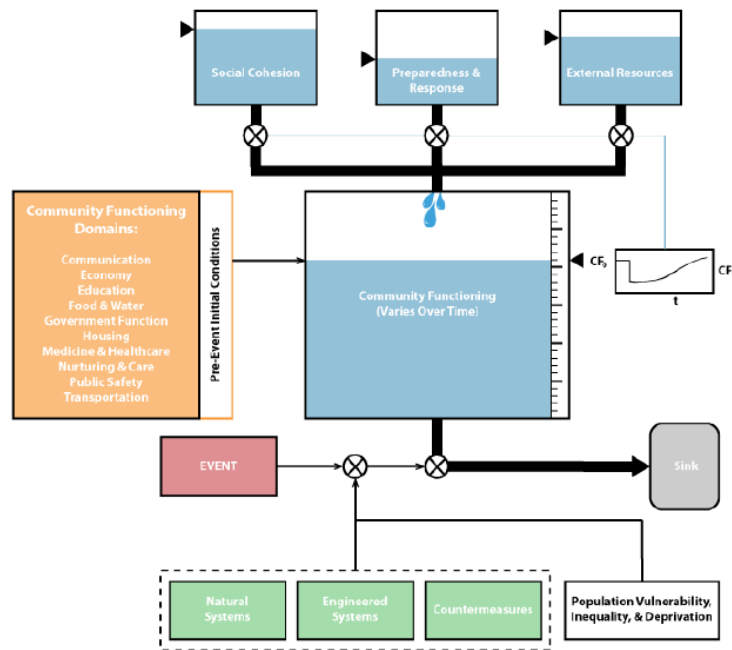 Social Cohesion
Preparedness &
Response
External Resources
Community Functioning
Domains:
Communication
Economy
Education
Food & Water
Government Function
Housing
Medicine & Healthcare
Nurturing & Care
Public Safety
Transportation
Pre-Event Initial Conditions
Community Functioning
(Varies Over Time)
CF₀
CF
t
EVENT
Sink
Natural
Systems
Engineered
Systems
Countermeasures
Population Vulnerability,
Inequality, & Deprivation